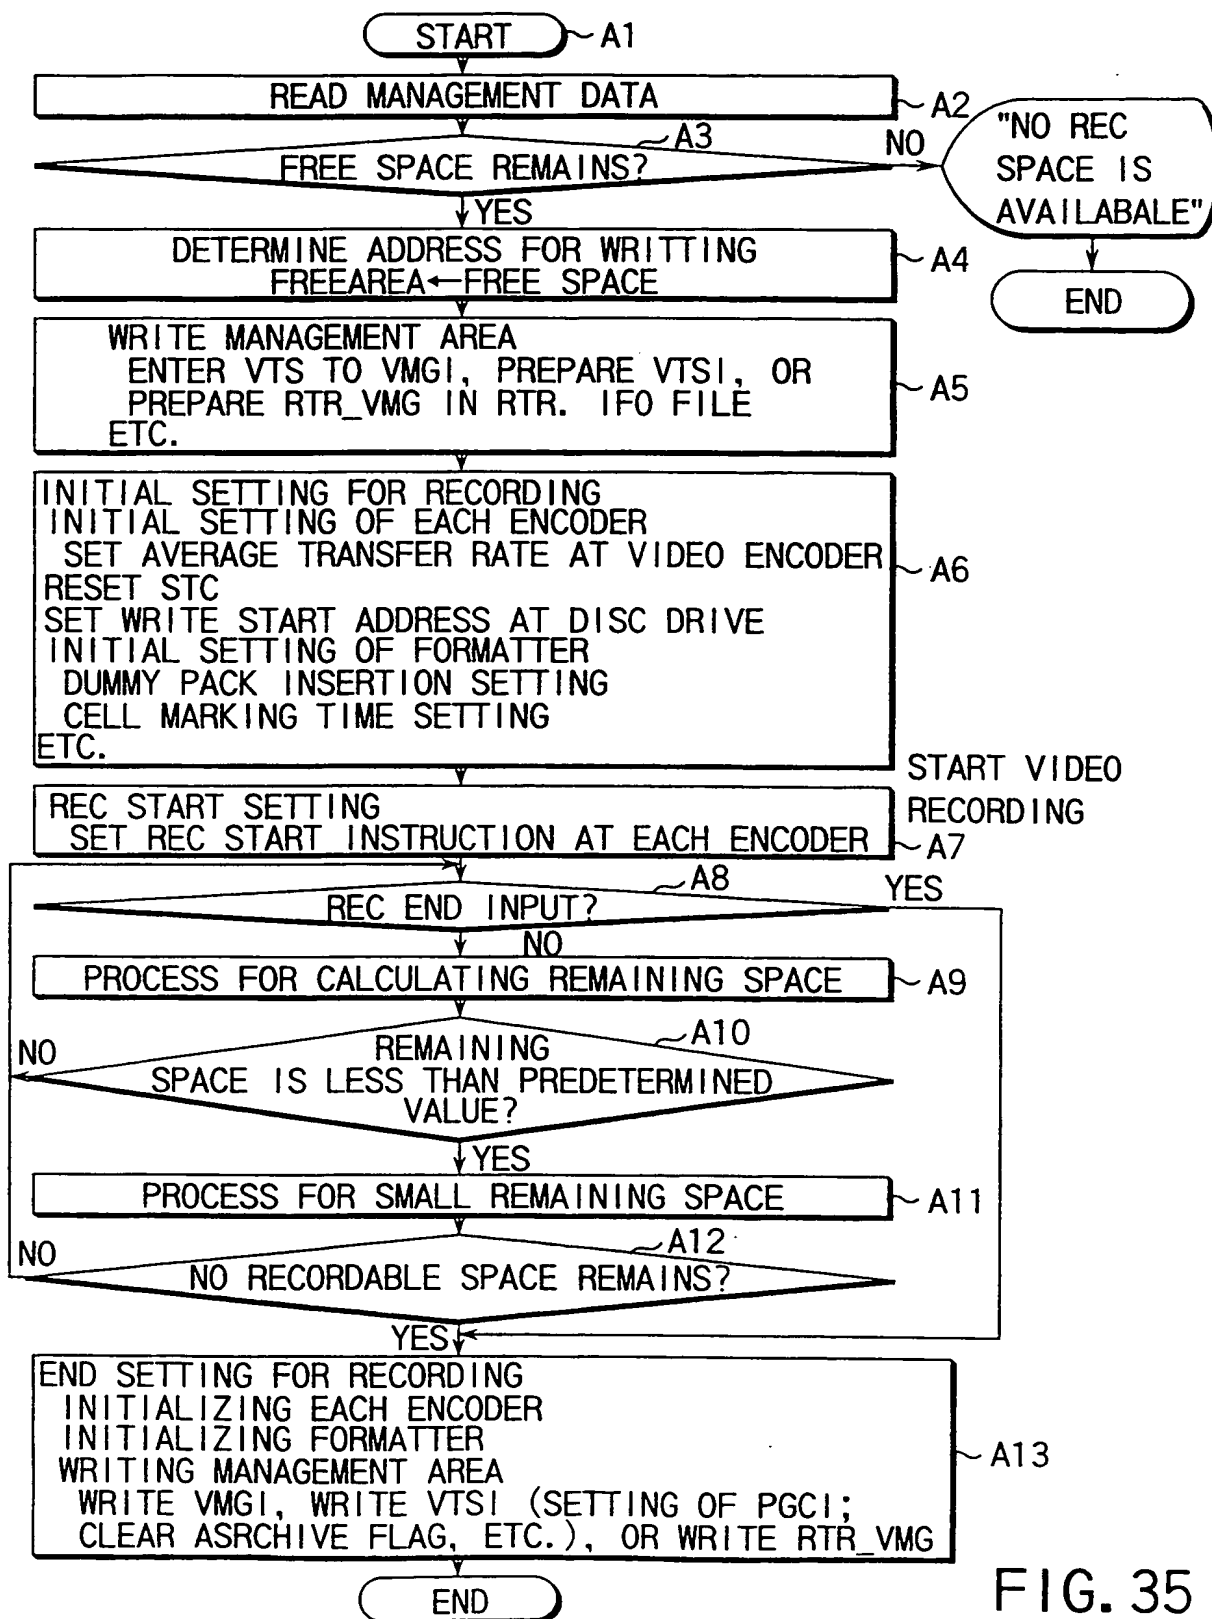 START
A1
READ MANAGEMENT DATA
A2
A3
FREE SPACE REMAINS?
NO
"NO REC
SPACE IS
AVAILABALE"
END
YES
DETERMINE ADDRESS FOR WRITTING
FREEAREA←FREE SPACE
A4
WRITE MANAGEMENT AREA
ENTER VTS TO VMGI, PREPARE VTSI, OR
PREPARE RTR_VMG IN RTR. IFO FILE
ETC.
A5
INITIAL SETTING FOR RECORDING
INITIAL SETTING OF EACH ENCODER
SET AVERAGE TRANSFER RATE AT VIDEO ENCODER
RESET STC
SET WRITE START ADDRESS AT DISC DRIVE
INITIAL SETTING OF FORMATTER
DUMMY PACK INSERTION SETTING
CELL MARKING TIME SETTING
ETC.
A6
START VIDEO
RECORDING
REC START SETTING
SET REC START INSTRUCTION AT EACH ENCODER
A7
A8
REC END INPUT?
YES
NO
PROCESS FOR CALCULATING REMAINING SPACE
A9
A10
NO
REMAINING
SPACE IS LESS THAN PREDETERMINED
VALUE?
YES
PROCESS FOR SMALL REMAINING SPACE
A11
A12
NO
NO RECORDABLE SPACE REMAINS?
YES
END SETTING FOR RECORDING
INITIALIZING EACH ENCODER
INITIALIZING FORMATTER
WRITING MANAGEMENT AREA
WRITE VMGI, WRITE VTSI (SETTING OF PGCI;
CLEAR ASRCHIVE FLAG, ETC.), OR WRITE RTR_VMG
A13
END
FIG. 35